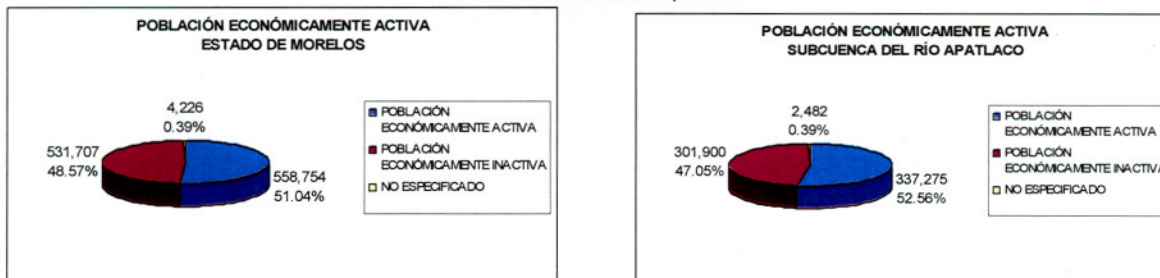 POBLACIÓN ECONÓMICAMENTE ACTIVA
ESTADO DE MORELOS
4,226
0.39%
531,707
48.57%
558,754
51.04%
POBLACIÓN
ECONÓMICAMENTE ACTIVA
POBLACIÓN
ECONÓMICAMENTE INACTIVA
NO ESPECIFICADO
POBLACIÓN ECONÓMICAMENTE ACTIVA
SUBCUENCA DEL RÍO APATLACO
2,482
0.39%
301,900
47.05%
337,275
52.56%
POBLACIÓN
ECONÓMICAMENTE ACTIVA
POBLACIÓN
ECONÓMICAMENTE INACTIVA
NO ESPECIFICADO